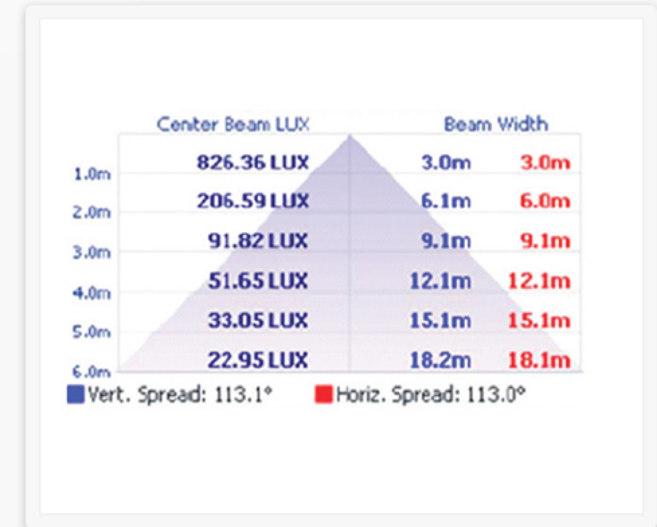 Center Beam LUX Beam Width
826.36 LUX 3.0m 3.0m
1.0m
206.59 LUX 6.1m 6.0m
2.0m
91.82 LUX 9.1m 9.1m
3.0m
51.65 LUX 12.1m 12.1m
4.0m
33.05 LUX 15.1m 15.1m
5.0m
22.95 LUX 18.2m 18.1m
6.0m
Vert. Spread: 113.1° Horiz. Spread: 113.0°